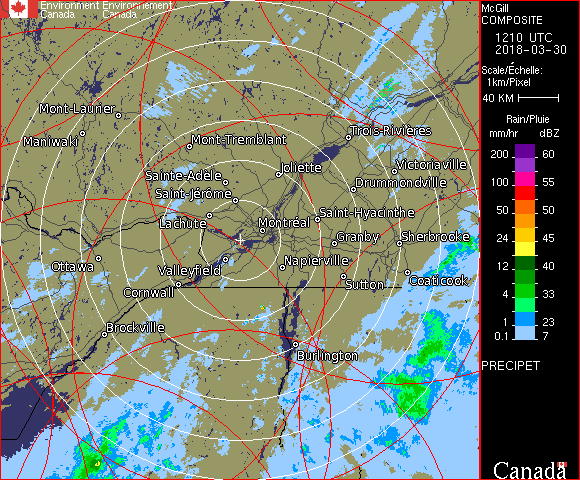 Environment Environnement
Canada Canada
McGill
COMPOSITE
1210 UTC
2018-03-30
Scale/Échelle:
1km/Pixel
40 KM
Rain/Pluie
mm/hr dBZ
200 60
100 55
50 50
24 45
12 40
4 33
1 23
0.1 7
PRECIPET
Canada
Mont-Laurier
Maniwaki
Mont-Tremblant
Trois-Rivières
Sainte-Adèle
Joliette
Victoriaville
Saint-Jérôme
Drummondville
Lachute
Saint-Hyacinthe
Montréal
Granby
Sherbrooke
Ottawa
Valleyfield
Napierville
Cornwall
Sutton
Coaticook
Brockville
Burlington